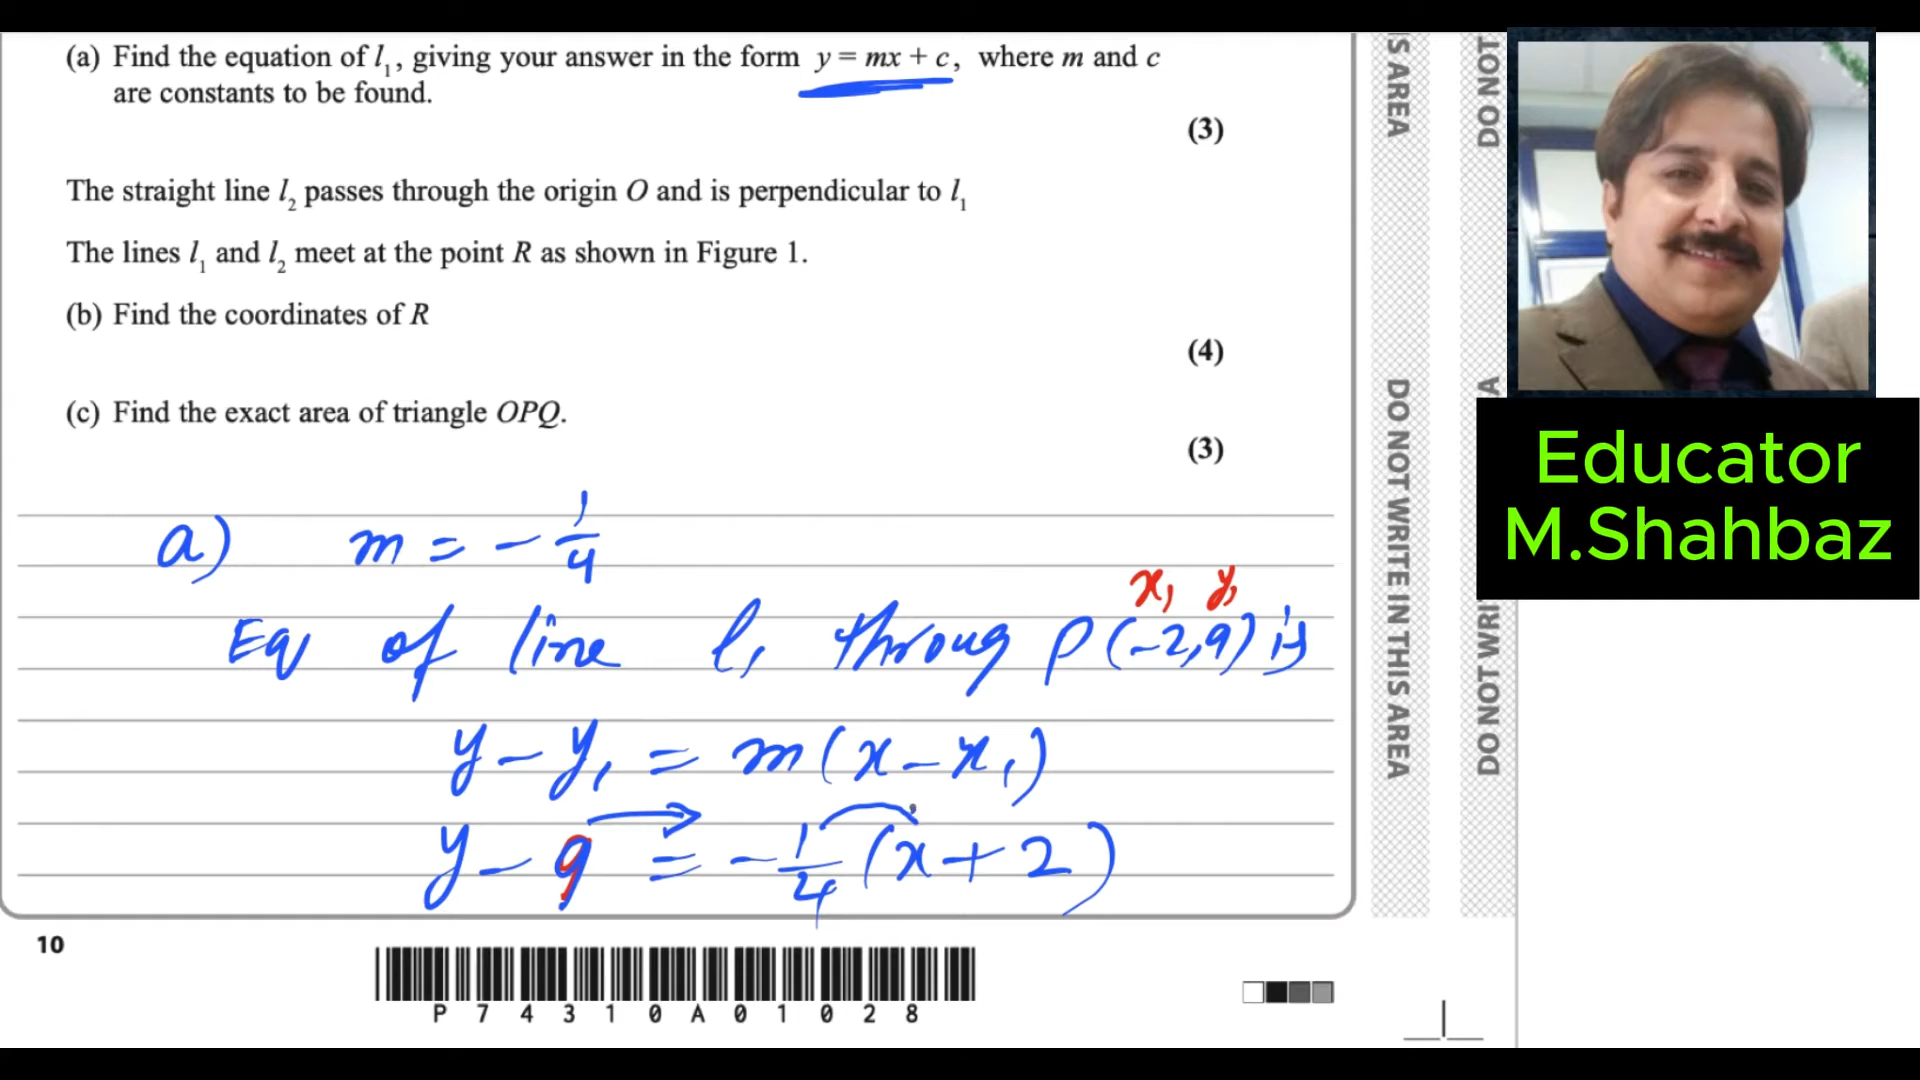 (a) Find the equation of l₁, giving your answer in the form y = mx + c, where m and c
are constants to be found.
(3)
The straight line l₂ passes through the origin O and is perpendicular to l₁
The lines l₁ and l₂ meet at the point R as shown in Figure 1.
(b) Find the coordinates of R
(4)
(c) Find the exact area of triangle OPQ.
(3)
a) m = - 1/4
x₁ y₁
Eq of line l₁ throug P(-2,9) is
y - y₁ = m(x - x₁)
y - 9 = - 1/4 (x + 2)
10
P 7 4 3 1 0 A 0 1 0 2 8
S AREA
DO NOT WRITE IN THIS AREA
TON OD
A
WRI
DO NOT
Educator
M.Shahbaz